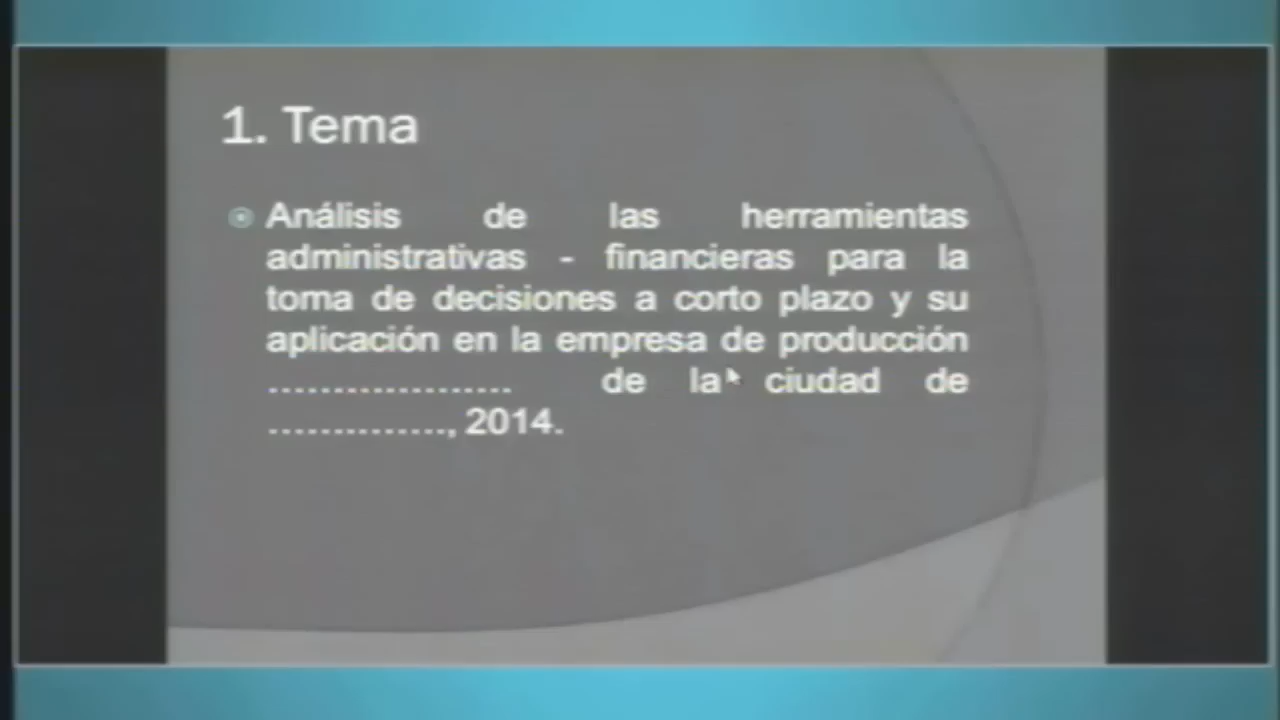 1. Tema
Análisis de las herramientas
administrativas - financieras para la
toma de decisiones a corto plazo y su
aplicación en la empresa de producción
................... de la ciudad de
.............., 2014.